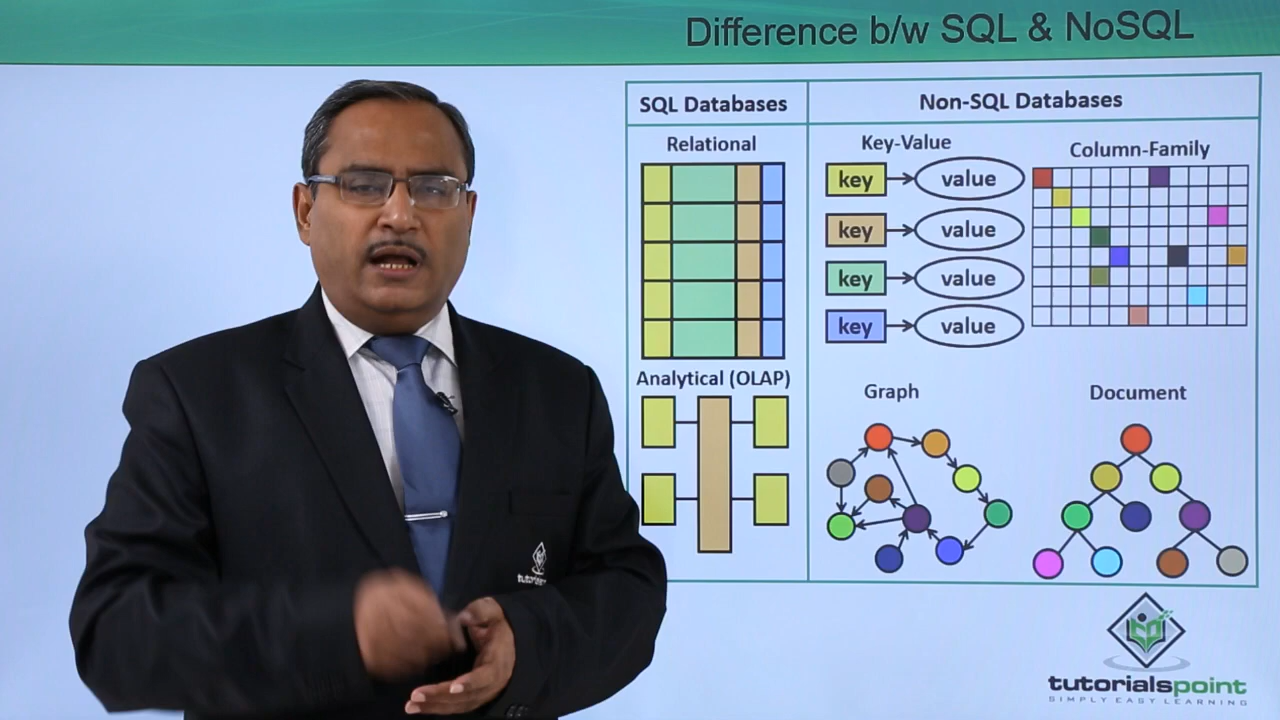 Difference b/w SQL & NoSQL
SQL Databases
Non-SQL Databases
Relational
Key-Value
Column-Family
key
value
key
value
key
value
key
value
Analytical (OLAP)
Graph
Document
tutorialspoint
SIMPLY EASY LEARNING